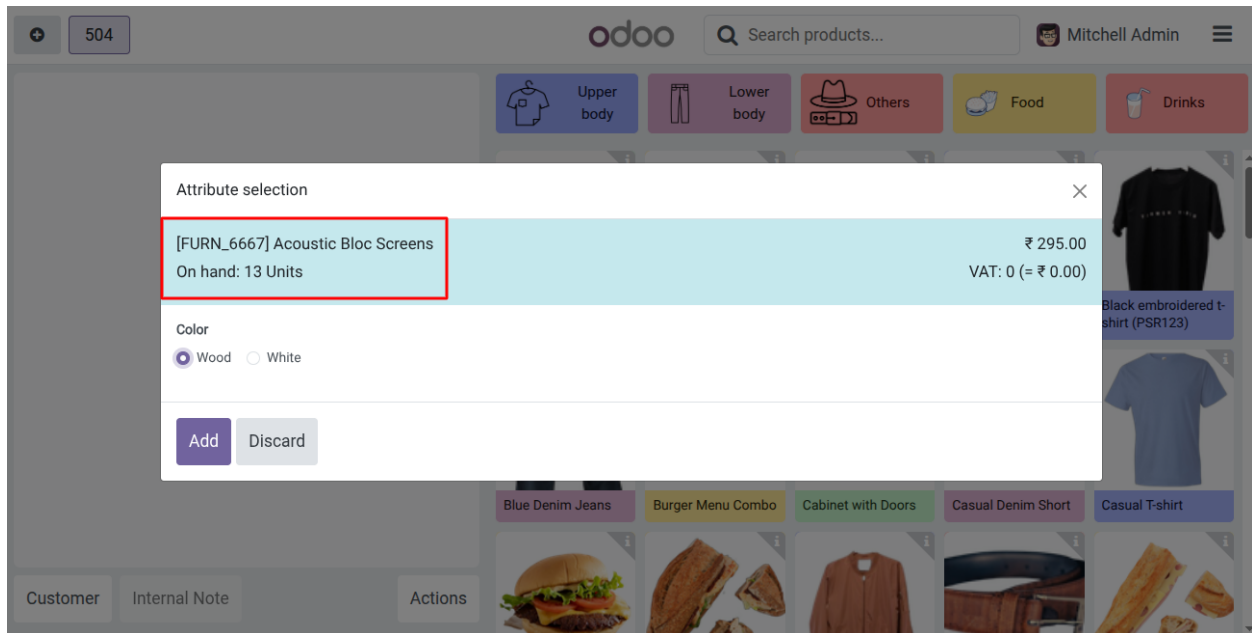 504
odoo
Search products...
Mitchell Admin
Upper
body
Lower
body
Others
Food
Drinks
Attribute selection
[FURN_6667] Acoustic Bloc Screens
₹ 295.00
On hand: 13 Units
VAT: 0 (= ₹ 0.00)
Color
Wood
White
Add
Discard
Black embroidered t-
shirt (PSR123)
Blue Denim Jeans
Burger Menu Combo
Cabinet with Doors
Casual Denim Short
Casual T-shirt
Customer
Internal Note
Actions